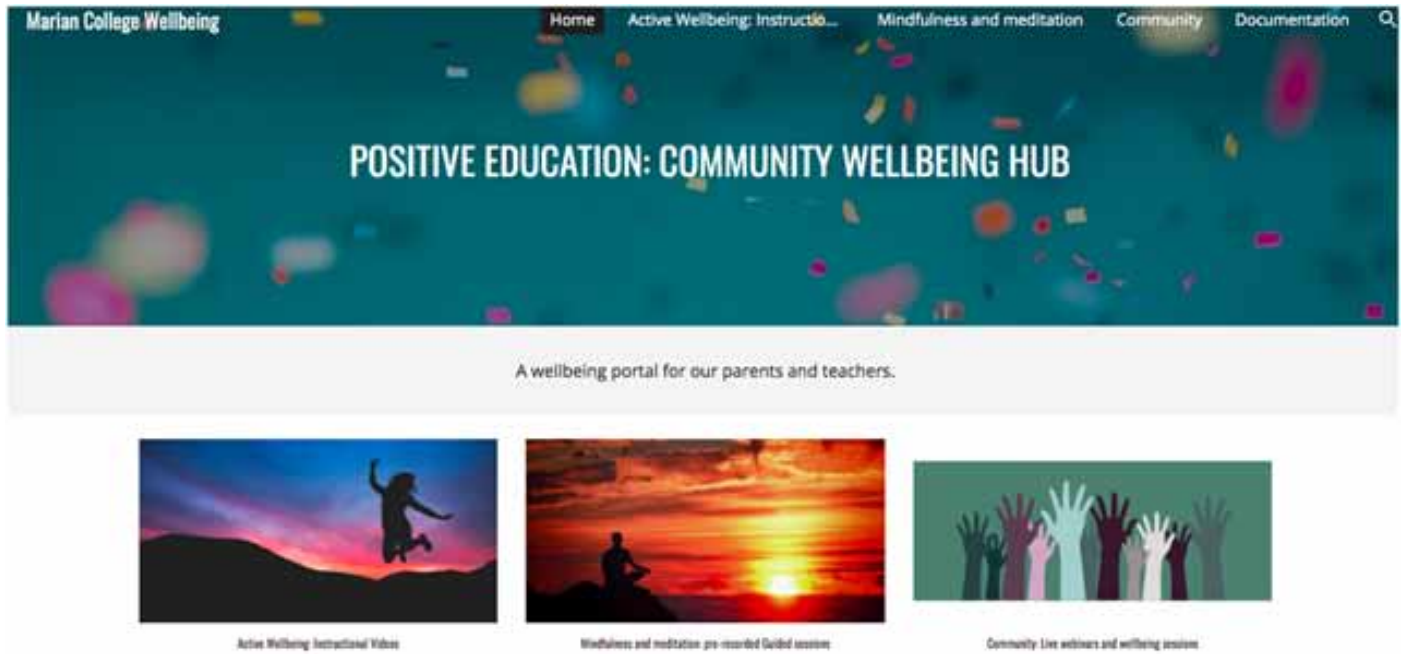 Marian College Wellbeing
Home Active Wellbeing: Instructio... Mindfulness and meditation Community Documentation
POSITIVE EDUCATION: COMMUNITY WELLBEING HUB
A wellbeing portal for our parents and teachers.
Active Wellbeing: Instructional Videos
Mindfulness and meditation: pre-recorded Guided sessions
Community: Live webinars and wellbeing sessions